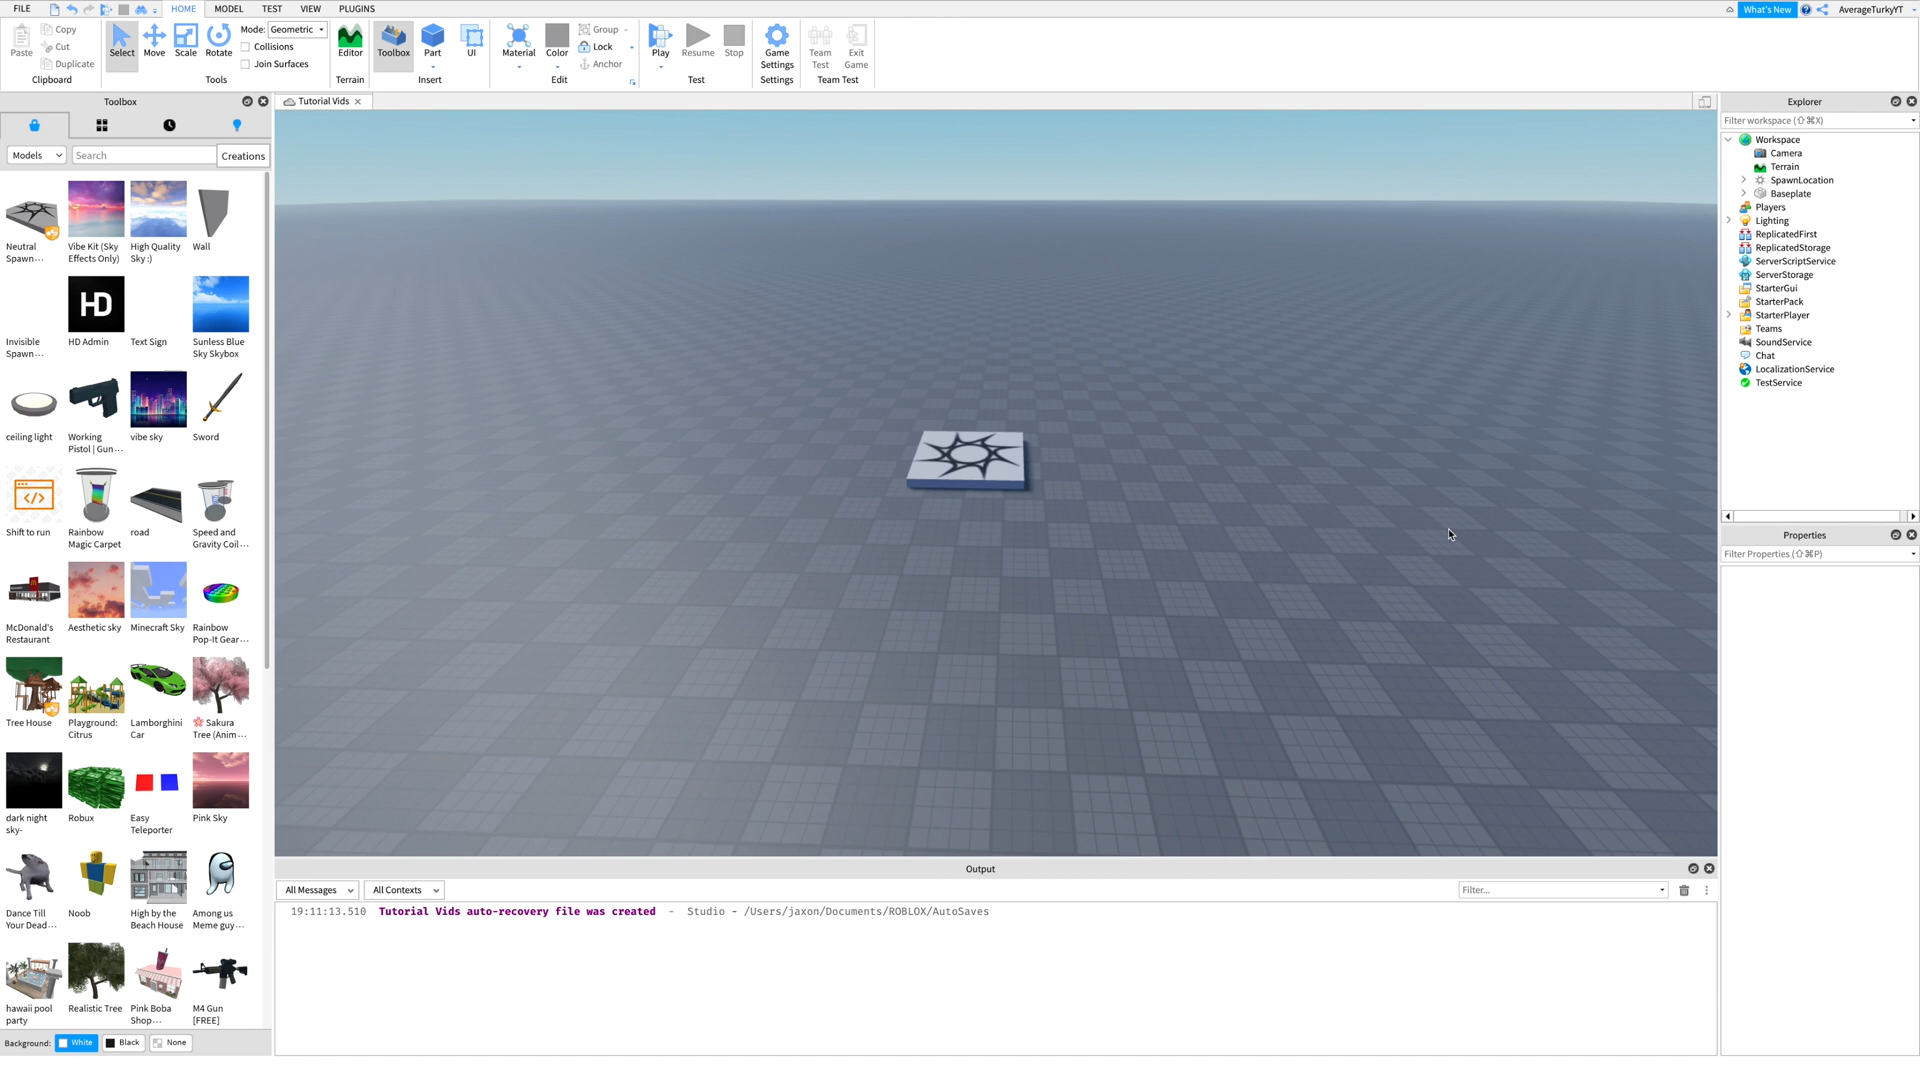 FILE HOME MODEL TEST VIEW PLUGINS What's New AverageTurkyYT
Paste Copy Cut Duplicate Select Move Scale Rotate Mode: Geometric Collisions Join Surfaces Editor Toolbox Part UI Material Color Group Lock Anchor Play Resume Stop Game Settings Team Test Exit Game
Clipboard Tools Terrain Insert Edit Test Settings Team Test
Toolbox
Models Search Creations
Neutral Spawn... Vibe Kit (Sky Effects Only) High Quality Sky :) Wall
HD
Invisible Spawn... HD Admin Text Sign Sunless Blue Sky Skybox
ceiling light Working Pistol | Gun... vibe sky Sword
Shift to run Rainbow Magic Carpet road Speed and Gravity Coil...
McDonald's Restaurant Aesthetic sky Minecraft Sky Rainbow Pop-It Gear...
Tree House Playground: Citrus Lamborghini Car 🌸 Sakura Tree (Anim...
dark night sky- Robux Easy Teleporter Pink Sky
Dance Till Your Dead... Noob High by the Beach House Among us Meme guy...
hawaii pool party Realistic Tree Pink Boba Shop... M4 Gun [FREE]
Background: White Black None
Tutorial Vids
Output
All Messages All Contexts Filter...
19:11:13.510 Tutorial Vids auto-recovery file was created - Studio - /Users/jaxon/Documents/ROBLOX/AutoSaves
Explorer
Filter workspace (⇧⌘X)
Workspace
Camera
Terrain
SpawnLocation
Baseplate
Players
Lighting
ReplicatedFirst
ReplicatedStorage
ServerScriptService
ServerStorage
StarterGui
StarterPack
StarterPlayer
Teams
SoundService
Chat
LocalizationService
TestService
Properties
Filter Properties (⇧⌘P)